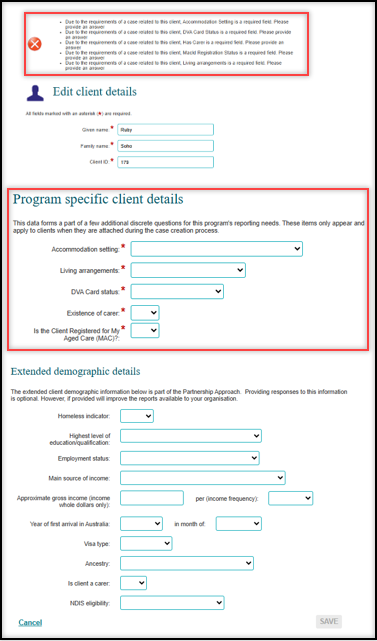 Due to the requirements of a case related to this client, Accommodation Setting is a required field. Please
provide an answer
Due to the requirements of a case related to this client, DVA Card Status is a required field. Please provide
an answer
Due to the requirements of a case related to this client, Has Carer is a required field. Please provide an
answer
Due to the requirements of a case related to this client, MacId Registration Status is a required field. Please
provide an answer
Due to the requirements of a case related to this client, Living arrangements is a required field. Please
provide an answer
Edit client details
All fields marked with an asterisk (*) are required.
Given name: * Ruby
Family name: * Soho
Client ID: * 179
Program specific client details
This data forms a part of a few additional discrete questions for this program's reporting needs. These items only appear and
apply to clients when they are attached during the case creation process.
Accommodation setting: *
Living arrangements: *
DVA Card status: *
Existence of carer: *
Is the Client Registered for My *
Aged Care (MAC)?:
Extended demographic details
The extended client demographic information below is part of the Partnership Approach. Providing responses to this information
is optional. However, if provided will improve the reports available to your organisation.
Homeless indicator:
Highest level of
education/qualification:
Employment status:
Main source of income:
Approximate gross income (income
whole dollars only): per (income frequency):
Year of first arrival in Australia: in month of:
Visa type:
Ancestry:
Is client a carer:
NDIS eligibility:
Cancel SAVE